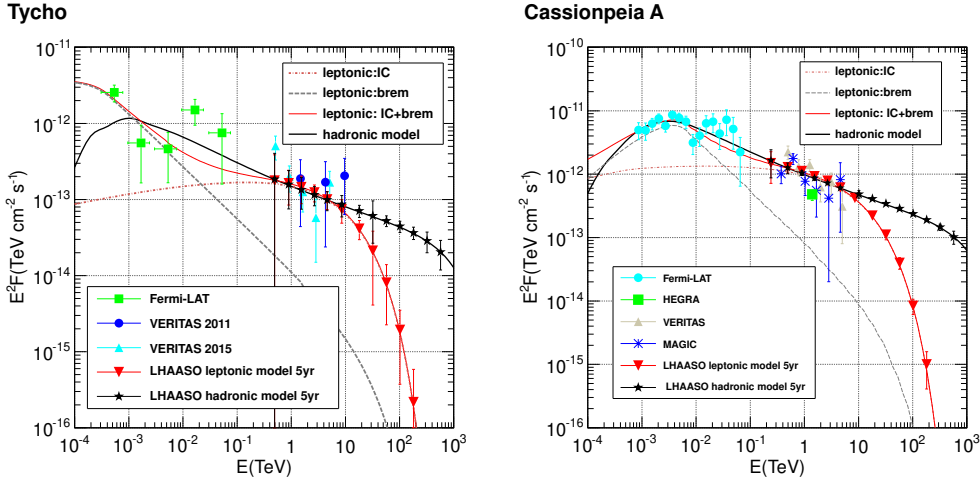 Tycho
E²F(TeV cm⁻² s⁻¹)
10⁻¹¹
10⁻¹²
10⁻¹³
10⁻¹⁴
10⁻¹⁵
10⁻¹⁶
leptonic:IC
leptonic:brem
leptonic: IC+brem
hadronic model
Fermi-LAT
VERITAS 2011
VERITAS 2015
LHAASO leptonic model 5yr
LHAASO hadronic model 5yr
10⁻⁴ 10⁻³ 10⁻² 10⁻¹ 1 10 10² 10³
E(TeV)
Cassionpeia A
E²F(TeV cm⁻² s⁻¹)
10⁻¹⁰
10⁻¹¹
10⁻¹²
10⁻¹³
10⁻¹⁴
10⁻¹⁵
10⁻¹⁶
leptonic:IC
leptonic:brem
leptonic: IC+brem
hadronic model
Fermi-LAT
HEGRA
VERITAS
MAGIC
LHAASO leptonic model 5yr
LHAASO hadronic model 5yr
10⁻⁴ 10⁻³ 10⁻² 10⁻¹ 1 10 10² 10³
E(TeV)